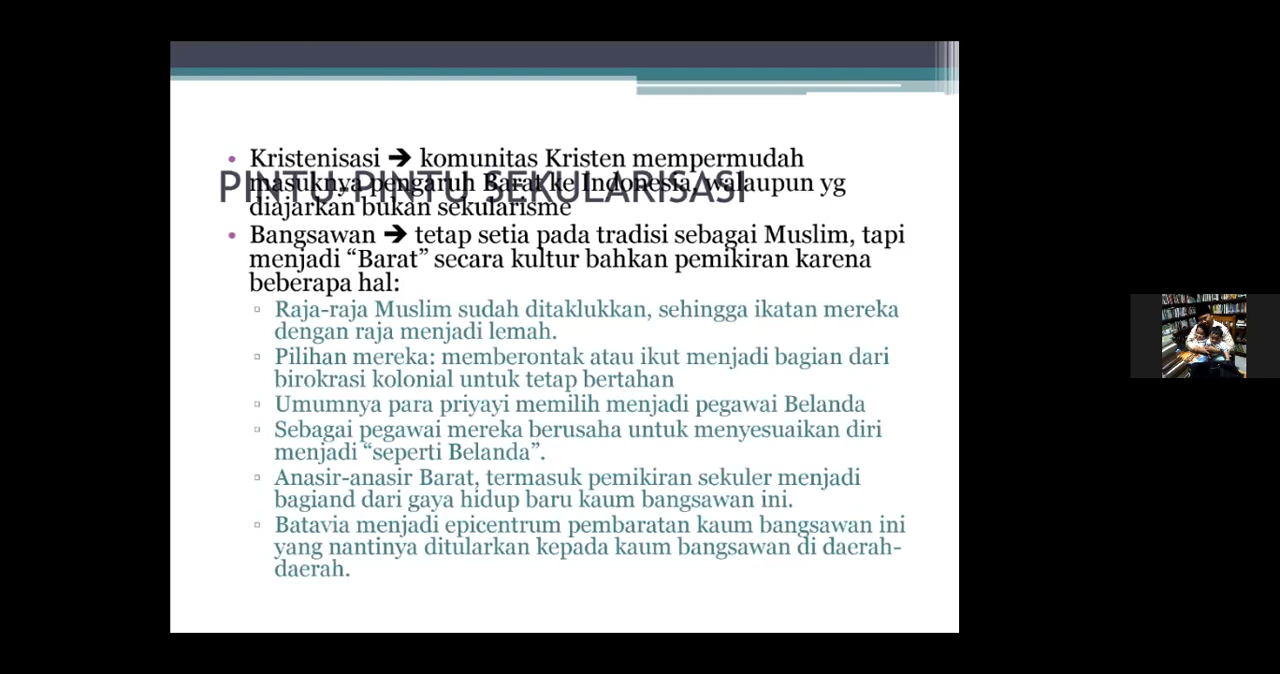 PINTU-PINTU SEKULARISASI
• Kristenisasi ➔ komunitas Kristen mempermudah
masuknya pengaruh Barat ke Indonesia, walaupun yg
diajarkan bukan sekularisme
• Bangsawan ➔ tetap setia pada tradisi sebagai Muslim, tapi
menjadi “Barat” secara kultur bahkan pemikiran karena
beberapa hal:
▫ Raja-raja Muslim sudah ditaklukkan, sehingga ikatan mereka
dengan raja menjadi lemah.
▫ Pilihan mereka: memberontak atau ikut menjadi bagian dari
birokrasi kolonial untuk tetap bertahan
▫ Umumnya para priyayi memilih menjadi pegawai Belanda
▫ Sebagai pegawai mereka berusaha untuk menyesuaikan diri
menjadi “seperti Belanda”.
▫ Anasir-anasir Barat, termasuk pemikiran sekuler menjadi
bagiand dari gaya hidup baru kaum bangsawan ini.
▫ Batavia menjadi epicentrum pembaratan kaum bangsawan ini
yang nantinya ditularkan kepada kaum bangsawan di daerah-
daerah.